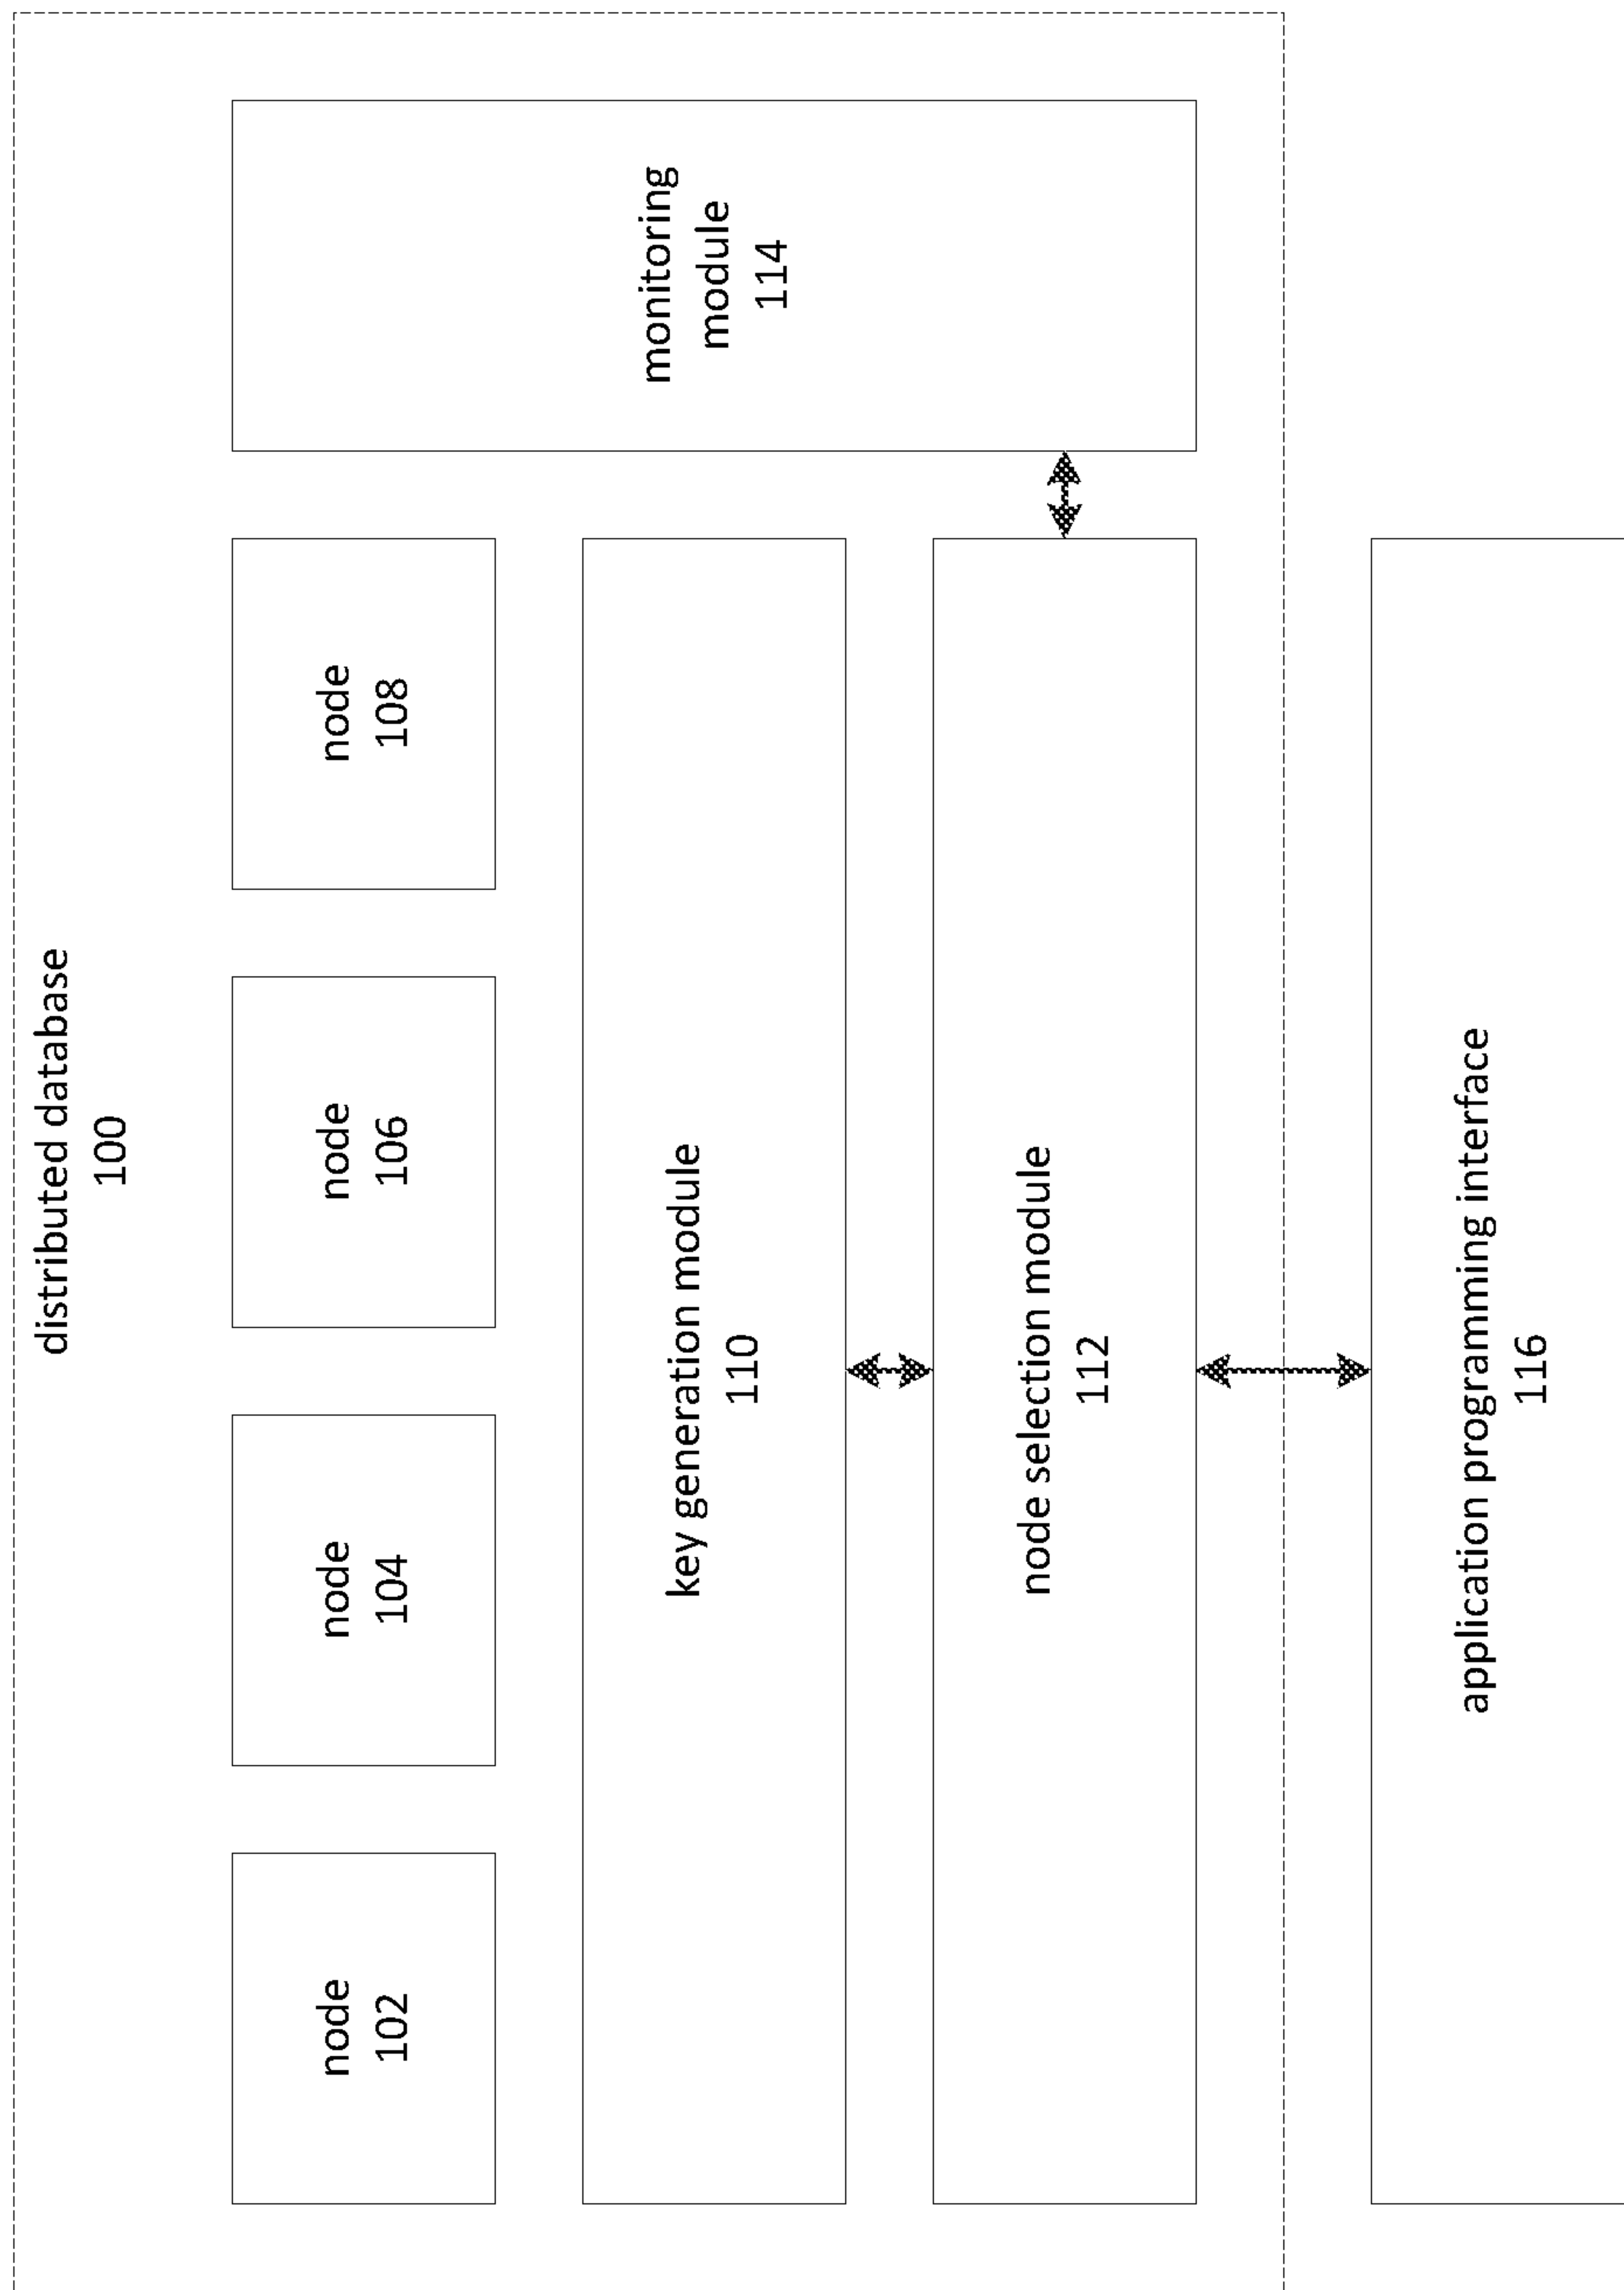 distributed database
100
node
102
node
104
node
106
node
108
monitoring
module
114
key generation module
110
node selection module
112
application programming interface
116